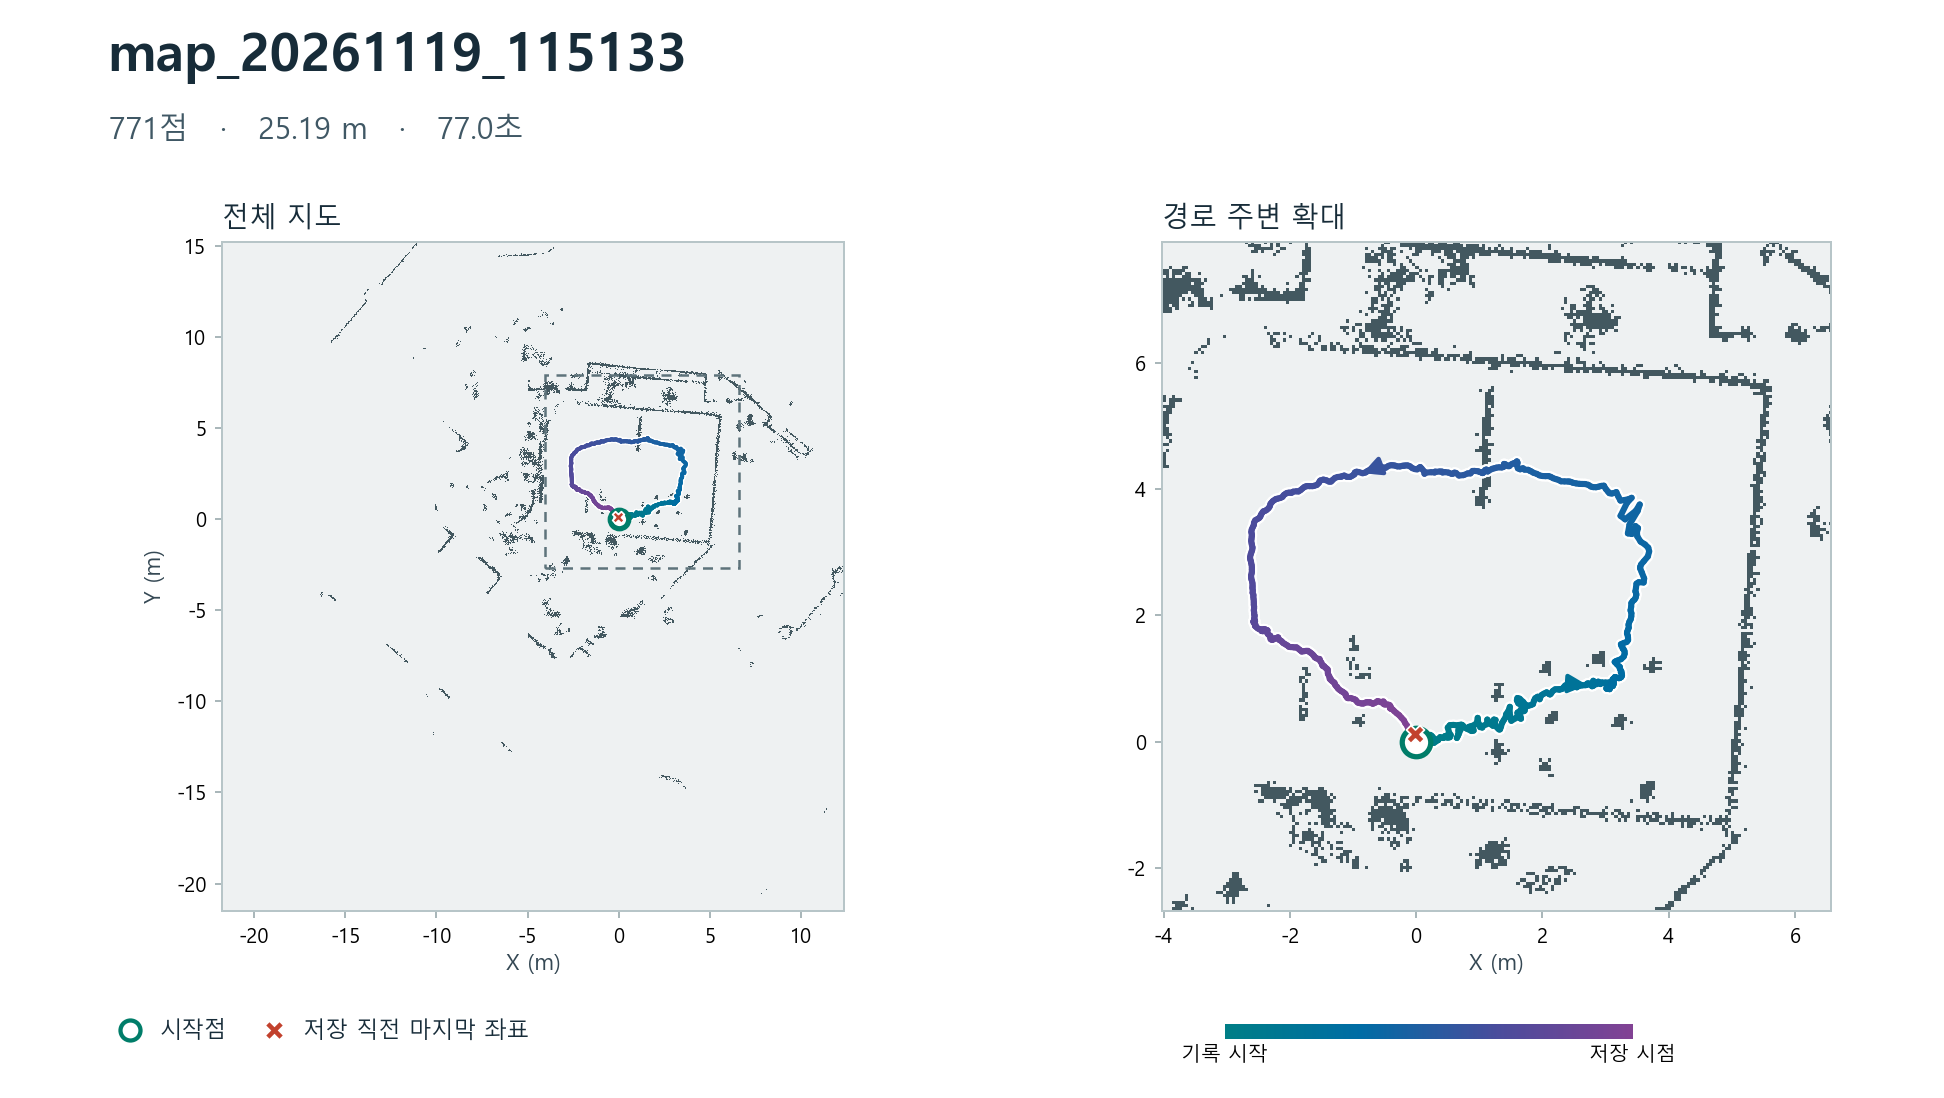 map_20261119_115133
771점 · 25.19 m · 77.0초
전체 지도
15
10
5
0
-5
-10
-15
-20
Y (m)
-20 -15 -10 -5 0 5 10
X (m)
경로 주변 확대
6
4
2
0
-2
-4 -2 0 2 4 6
X (m)
시작점 저장 직전 마지막 좌표
기록 시작 저장 시점